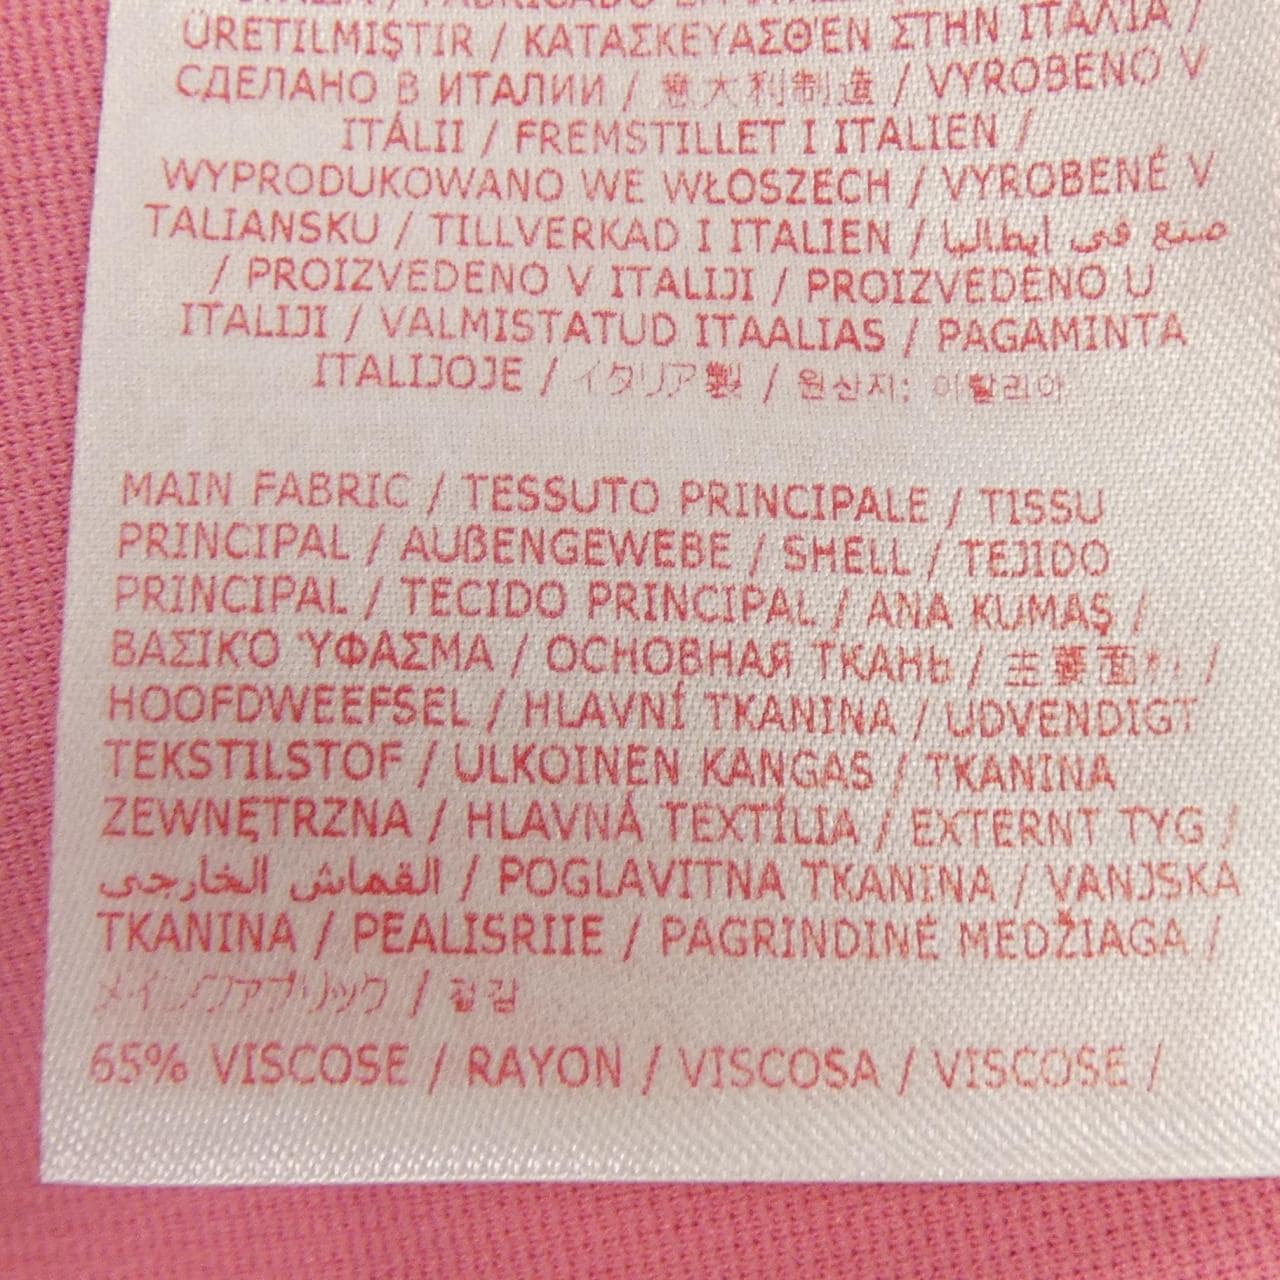 ÜRETILMIŞTIR / ΚΑΤΑΣΚΕΥΑΣΘ'ΕΝ ΣΤΗΝ ΙΤΑΛΙΑ /
СДЕЛАНО В ИТАЛИИ / 意大利制造 / VYROBENO V
ITÁLII / FREMSTILLET I ITALIEN /
WYPRODUKOWANO WE WŁOSZECH / VYROBENÉ V
TALIANSKU / TILLVERKAD I ITALIEN / صنع في إيطاليا
/ PROIZVEDENO V ITALIJI / PROIZVEDENO U
ITALIJI / VALMISTATUD ITAALIAS / PAGAMINTA
ITALIJOJE / イタリア製 / 원산지: 이탈리아
MAIN FABRIC / TESSUTO PRINCIPALE / TISSU
PRINCIPAL / AUßENGEWEBE / SHELL / TEJIDO
PRINCIPAL / TECIDO PRINCIPAL / ANA KUMAŞ /
ΒΑΣΙΚ'Ο 'ΥΦΑΣΜΑ / ОСНОВНАЯ ТКАНЬ / 主要面料 /
HOOFDWEEFSEL / HLAVNÍ TKANINA / UDVENDIGT
TEKSTILSTOF / ULKOINEN KANGAS / TKANINA
ZEWNĘTRZNA / HLAVNÁ TEXTÍLIA / EXTERNT TYG /
القماش الخارجى / POGLAVITNA TKANINA / VANJSKA
TKANINA / PEALISRIIE / PAGRINDINĖ MEDŽIAGA /
メインファブリック / 겉감
65% VISCOSE / RAYON / VISCOSA / VISCOSE /